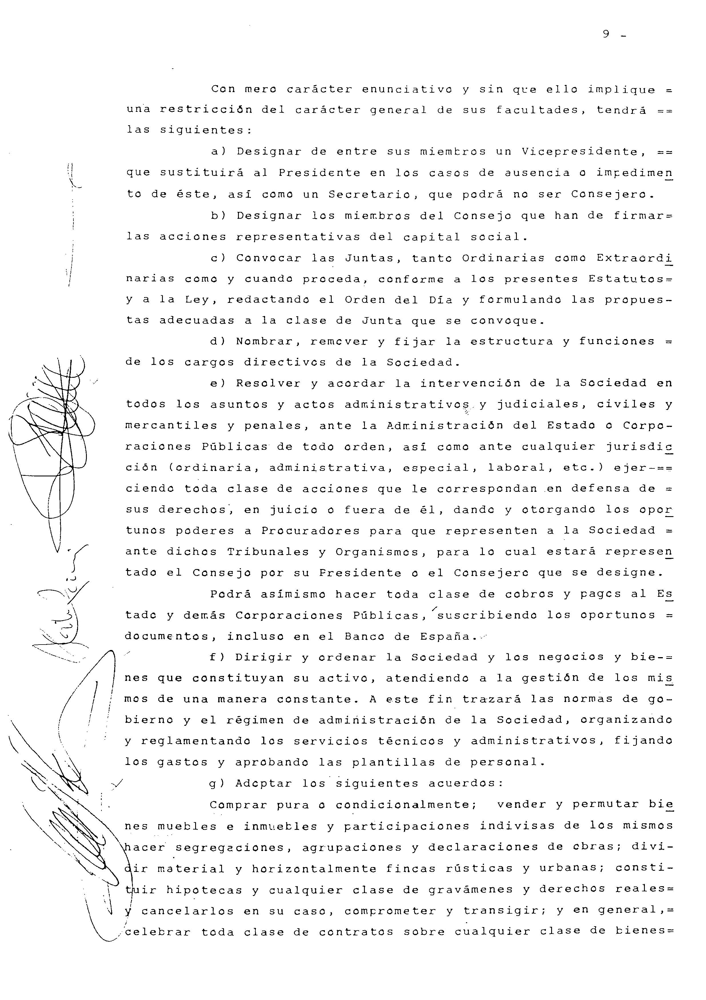 9 -
Con mero carácter enunciativo y sin que ello implique =
una restricción del carácter general de sus facultades, tendrá ==
las siguientes:
a) Designar de entre sus miembros un Vicepresidente, ==
que sustituirá al Presidente en los casos de ausencia o impedimen
to de éste, así como un Secretario, que podrá no ser Consejero.
b) Designar los miembros del Consejo que han de firmar=
las acciones representativas del capital social.
c) Convocar las Juntas, tanto Ordinarias como Extraordi
narias como y cuando proceda, conforme a los presentes Estatutos=
y a la Ley, redactando el Orden del Día y formulando las propues-
tas adecuadas a la clase de Junta que se convoque.
d) Nombrar, remover y fijar la estructura y funciones =
de los cargos directivos de la Sociedad.
e) Resolver y acordar la intervención de la Sociedad en
todos los asuntos y actos administrativos y judiciales, civiles y
mercantiles y penales, ante la Administración del Estado o Corpo-
raciones Públicas de todo orden, así como ante cualquier jurisdic
ción (ordinaria, administrativa, especial, laboral, etc.) ejer-==
ciendo toda clase de acciones que le correspondan en defensa de =
sus derechos, en juicio o fuera de él, dando y otorgando los opor
tunos poderes a Procuradores para que representen a la Sociedad =
ante dichos Tribunales y Organismos, para lo cual estará represen
tado el Consejo por su Presidente o el Consejero que se designe.
Podrá asímismo hacer toda clase de cobros y pagos al Es
tado y demás Corporaciones Públicas, suscribiendo los oportunos =
documentos, incluso en el Banco de España.
f) Dirigir y ordenar la Sociedad y los negocios y bie-=
nes que constituyan su activo, atendiendo a la gestión de los mis
mos de una manera constante. A este fin trazará las normas de go-
bierno y el régimen de administración de la Sociedad, organizando
y reglamentando los servicios técnicos y administrativos, fijando
los gastos y aprobando las plantillas de personal.
g) Adoptar los siguientes acuerdos:
Comprar pura o condicionalmente; vender y permutar bie
nes muebles e inmuebles y participaciones indivisas de los mismos
hacer segregaciones, agrupaciones y declaraciones de obras; divi-
dir material y horizontalmente fincas rústicas y urbanas; consti-
tuir hipotecas y cualquier clase de gravámenes y derechos reales=
y cancelarlos en su caso, comprometer y transigir; y en general,=
celebrar toda clase de contratos sobre cualquier clase de bienes=